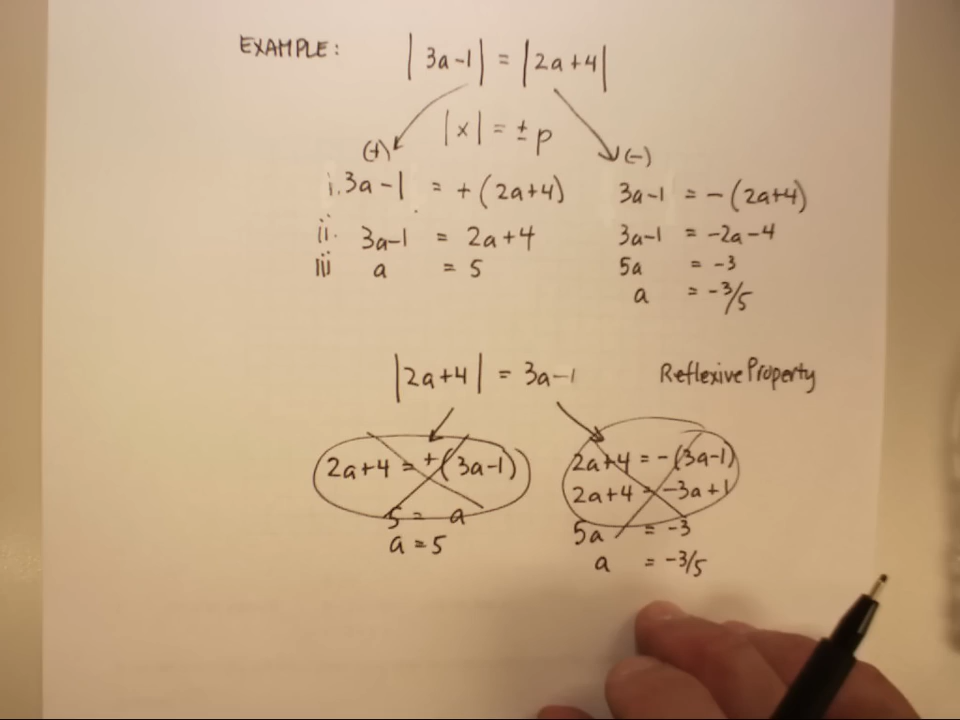 EXAMPLE: |3a-1| = |2a+4|
|x| = ± p
(+) (-)
i. 3a-1 = +(2a+4) 3a-1 = -(2a+4)
ii. 3a-1 = 2a+4 3a-1 = -2a-4
iii a = 5 5a = -3
a = -3/5
|2a+4| = 3a-1 Reflexive Property
2a+4 = +(3a-1) 2a+4 = -(3a-1)
2a+4 = -3a+1
5 = a 5a = -3
a = 5 a = -3/5